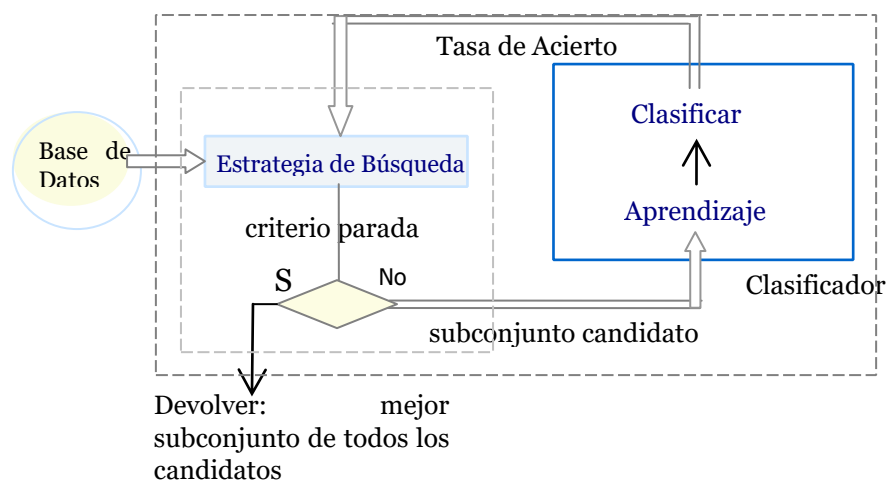 Tasa de Acierto
Clasificar
Base de
Datos
Estrategia de Búsqueda
Aprendizaje
criterio parada
S
No
Clasificador
subconjunto candidato
Devolver: mejor
subconjunto de todos los
candidatos